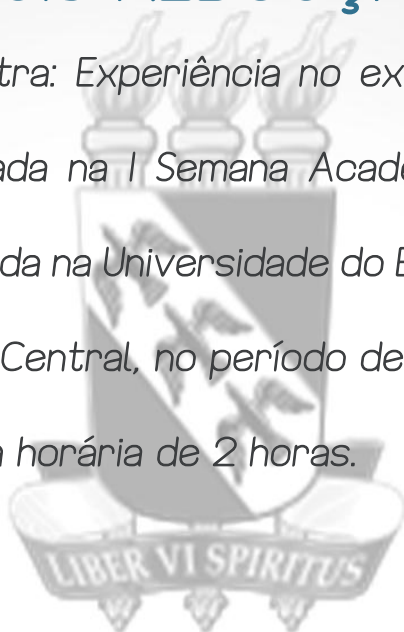 tra: Experiência no ex
ada na I Semana Acad
da na Universidade do E
Central, no período de
a horária de 2 horas.
LIBER VI SPIRITUS